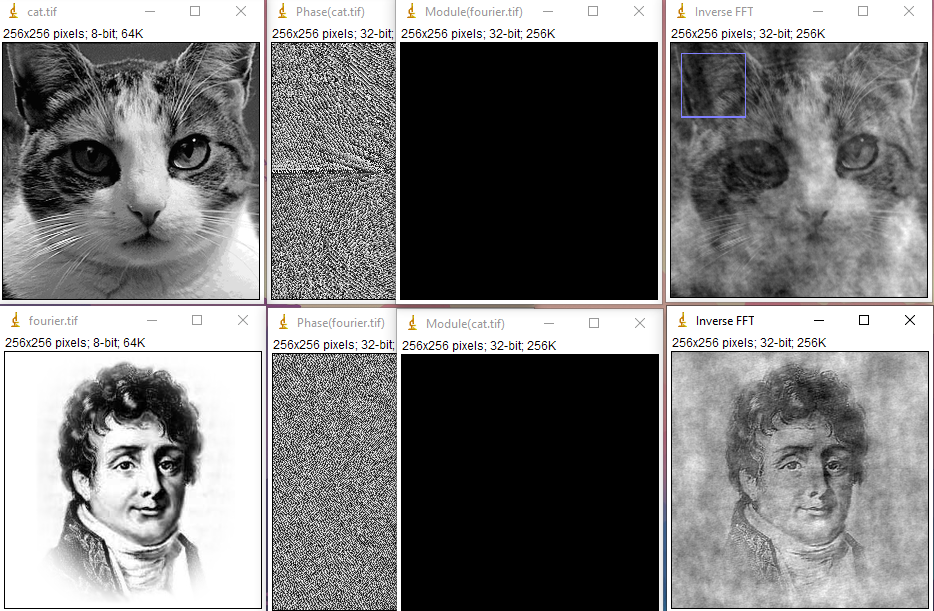 cat.tif
256x256 pixels; 8-bit; 64K
Phase(cat.tif)
256x256 pixels; 32-bit;
Module(fourier.tif)
256x256 pixels; 32-bit; 256K
Inverse FFT
256x256 pixels; 32-bit; 256K
fourier.tif
256x256 pixels; 8-bit; 64K
Phase(fourier.tif)
256x256 pixels; 32-bit;
Module(cat.tif)
256x256 pixels; 32-bit; 256K
Inverse FFT
256x256 pixels; 32-bit; 256K